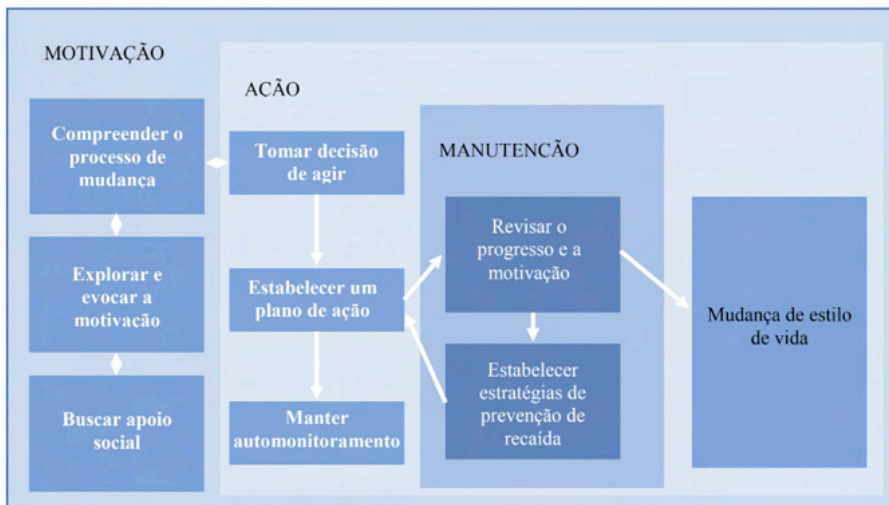 MOTIVAÇÃO
Compreender o
processo de
mudança
Explorar e
evocar a
motivação
Buscar apoio
social
AÇÃO
Tomar decisão
de agir
Estabelecer um
plano de ação
Manter
automonitoramento
MANUTENCÃO
Revisar o
progresso e a
motivação
Estabelecer
estratégias de
prevenção de
recaída
Mudança de estilo
de vida